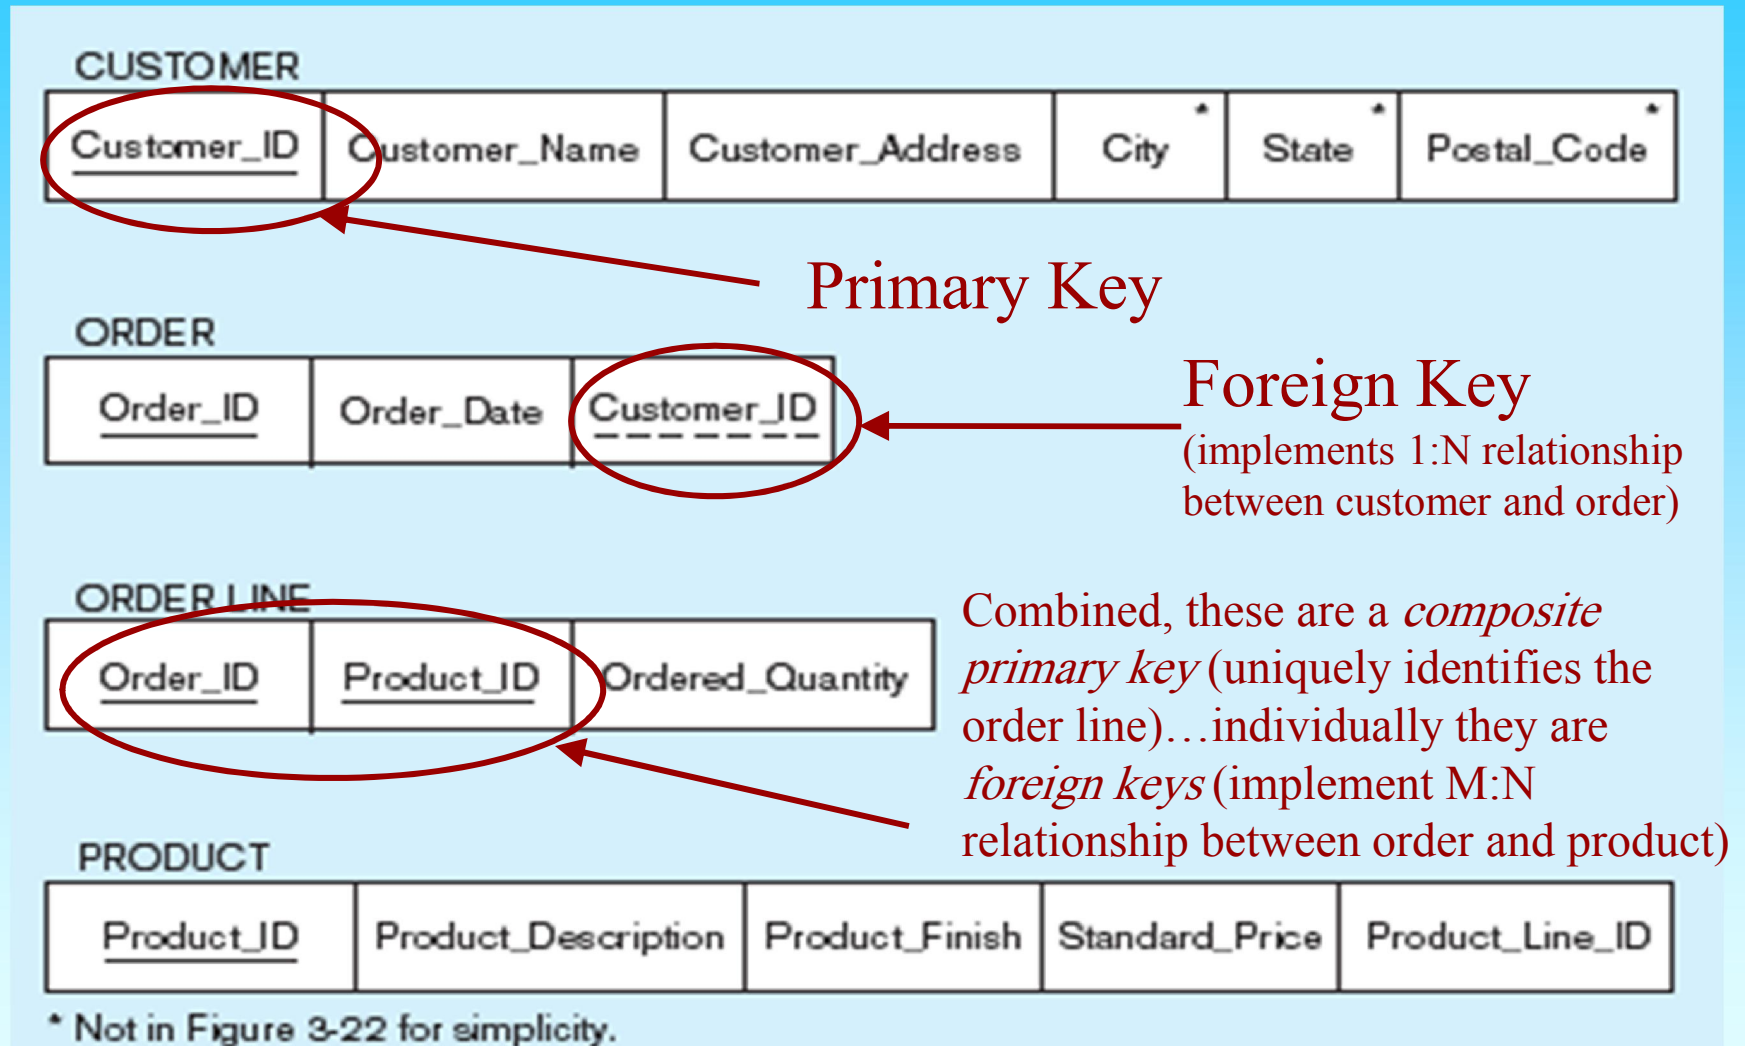 CUSTOMER
Customer_ID Customer_Name Customer_Address City * State * Postal_Code *
Primary Key
ORDER
Order_ID Order_Date Customer_ID
Foreign Key
(implements 1:N relationship
between customer and order)
ORDER LINE
Order_ID Product_ID Ordered_Quantity
Combined, these are a composite
primary key (uniquely identifies the
order line)…individually they are
foreign keys (implement M:N
relationship between order and product)
PRODUCT
Product_ID Product_Description Product_Finish Standard_Price Product_Line_ID
* Not in Figure 3-22 for simplicity.